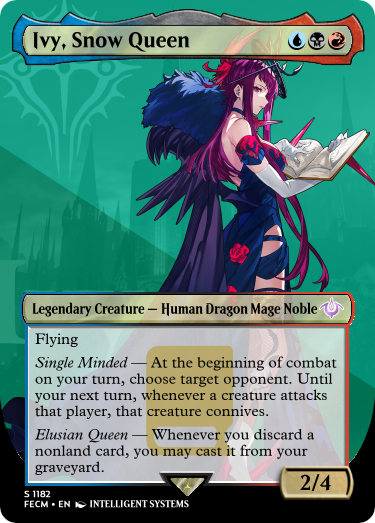 Ivy, Snow Queen
Legendary Creature — Human Dragon Mage Noble
Flying
Single Minded — At the beginning of combat
on your turn, choose target opponent. Until
your next turn, whenever a creature attacks
that player, that creature connives.
Elusian Queen — Whenever you discard a
nonland card, you may cast it from your
graveyard.
2/4
S 1182
FECM • EN INTELLIGENT SYSTEMS